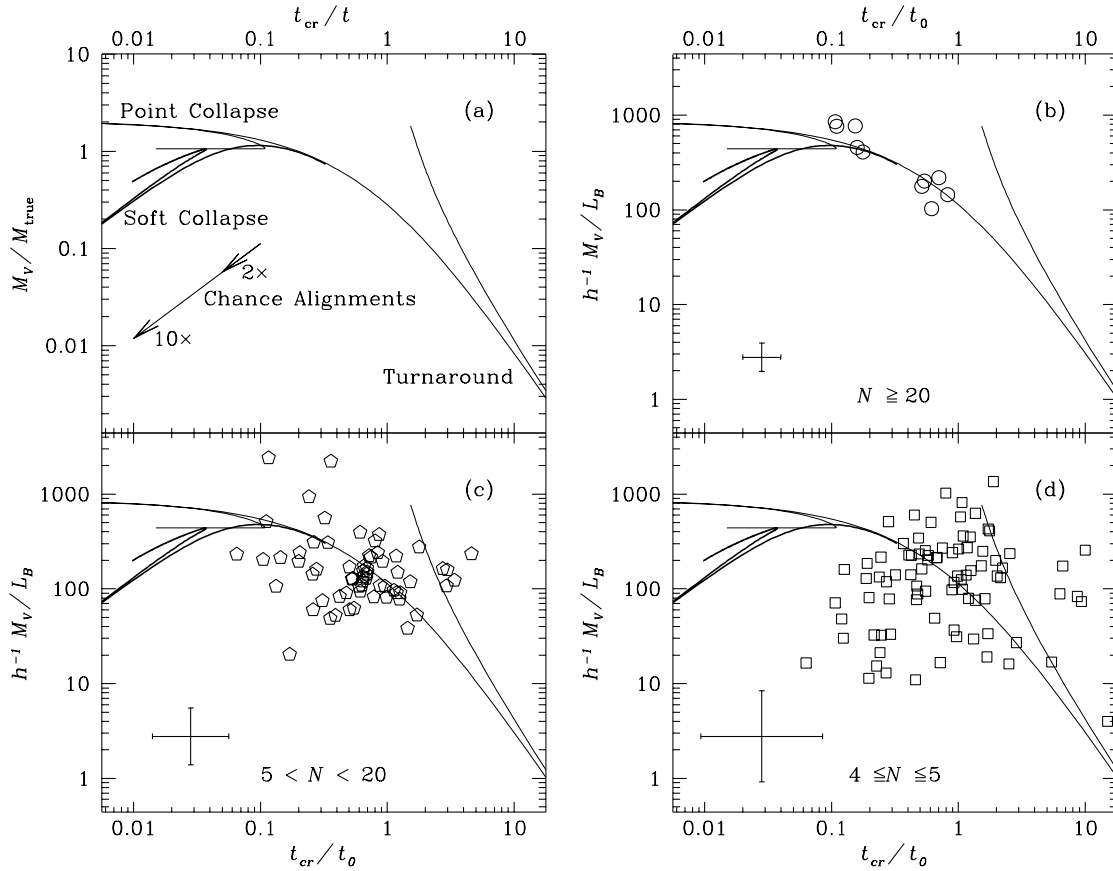 t_cr / t
0.01 0.1 1 10
t_cr / t_0
0.01 0.1 1 10
M_V / M_true
10
1
0.1
0.01
(a)
Point Collapse
Soft Collapse
2×
Chance Alignments
10×
Turnaround
h⁻¹ M_V / L_B
1000
100
10
1
(b)
N ≧ 20
h⁻¹ M_V / L_B
1000
100
10
1
(c)
5 < N < 20
0.01 0.1 1 10
t_cr / t_0
h⁻¹ M_V / L_B
1000
100
10
1
(d)
4 ≤N ≤5
0.01 0.1 1 10
t_cr / t_0